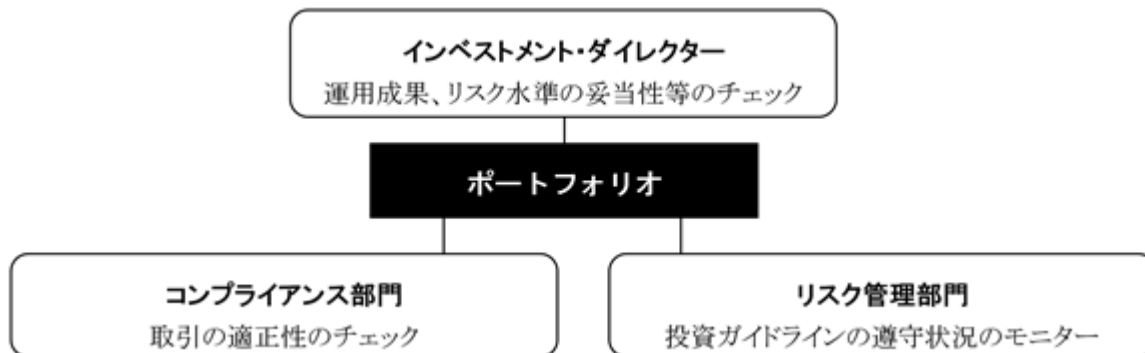 インベストメント・ダイレクター
運用成果、リスク水準の妥当性等のチェック
ポートフォリオ
コンプライアンス部門
取引の適正性のチェック
リスク管理部門
投資ガイドラインの遵守状況のモニター